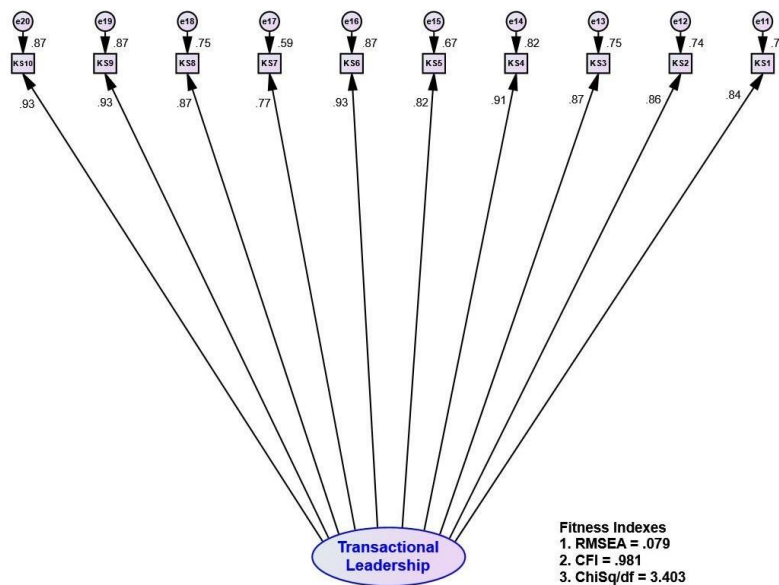 e20 e19 e18 e17 e16 e15 e14 e13 e12 e11
.87 .87 .75 .59 .87 .67 .82 .75 .74 .7
KS10 KS9 KS8 KS7 KS6 KS5 KS4 KS3 KS2 KS1
.93 .93 .87 .77 .93 .82 .91 .87 .86 .84
Transactional
Leadership
Fitness Indexes
1. RMSEA = .079
2. CFI = .981
3. ChiSq/df = 3.403